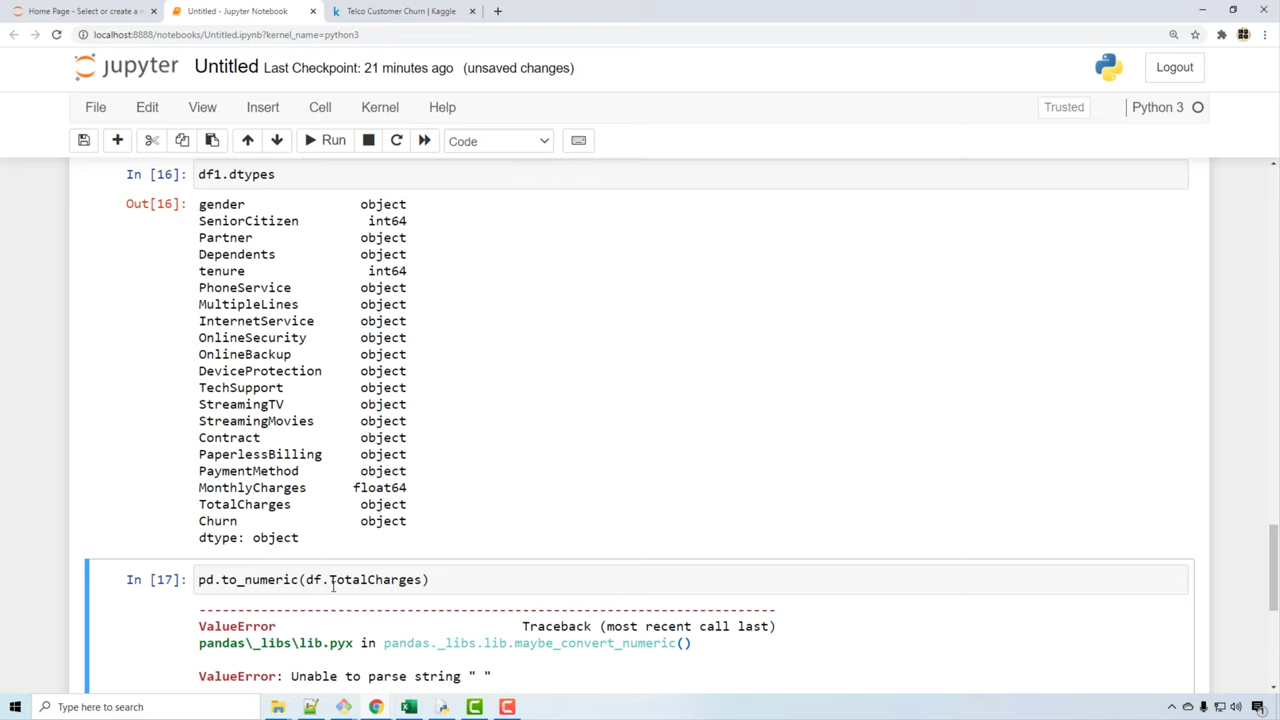 Home Page - Select or create a n
Untitled - Jupyter Notebook
Telco Customer Churn | Kaggle
localhost:8888/notebooks/Untitled.ipynb?kernel_name=python3
jupyter Untitled Last Checkpoint: 21 minutes ago (unsaved changes)
Logout
File Edit View Insert Cell Kernel Help
Trusted
Python 3
Run
Code
In [16]: df1.dtypes
Out[16]: gender object
SeniorCitizen int64
Partner object
Dependents object
tenure int64
PhoneService object
MultipleLines object
InternetService object
OnlineSecurity object
OnlineBackup object
DeviceProtection object
TechSupport object
StreamingTV object
StreamingMovies object
Contract object
PaperlessBilling object
PaymentMethod object
MonthlyCharges float64
TotalCharges object
Churn object
dtype: object
In [17]: pd.to_numeric(df.TotalCharges)
---------------------------------------------------------------------------
ValueError Traceback (most recent call last)
pandas\_libs\lib.pyx in pandas._libs.lib.maybe_convert_numeric()
ValueError: Unable to parse string " "
Type here to search